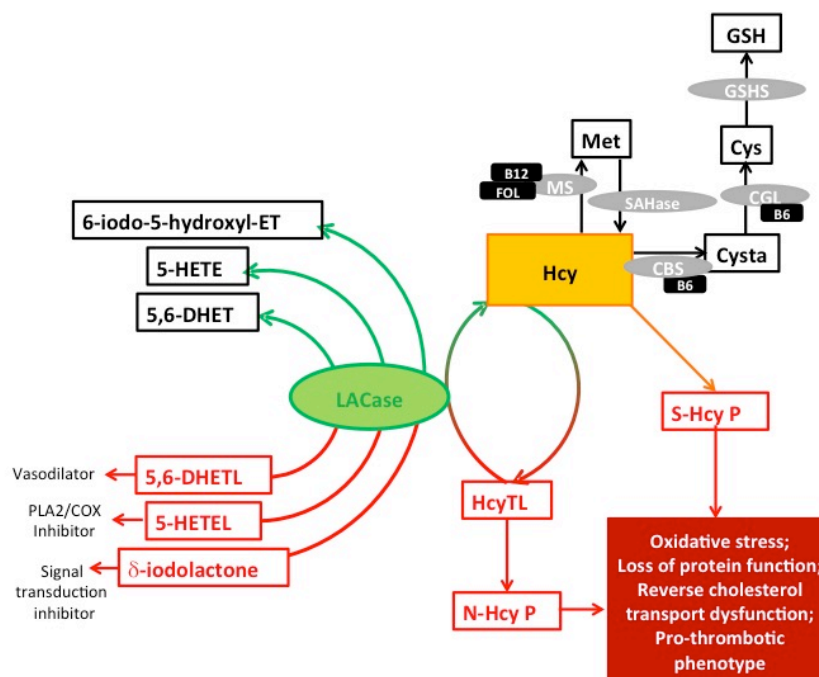 GSH
GSHS
Met
Cys
B12
FOL
MS
SAHase
CGL
B6
6-iodo-5-hydroxyl-ET
5-HETE
5,6-DHET
Hcy
CBS
B6
Cysta
LACase
S-Hcy P
Vasodilator
5,6-DHETL
PLA2/COX
Inhibitor
5-HETEL
HcyTL
Signal
transduction
inhibitor
δ-iodolactone
N-Hcy P
Oxidative stress;
Loss of protein function;
Reverse cholesterol
transport dysfunction;
Pro-thrombotic
phenotype